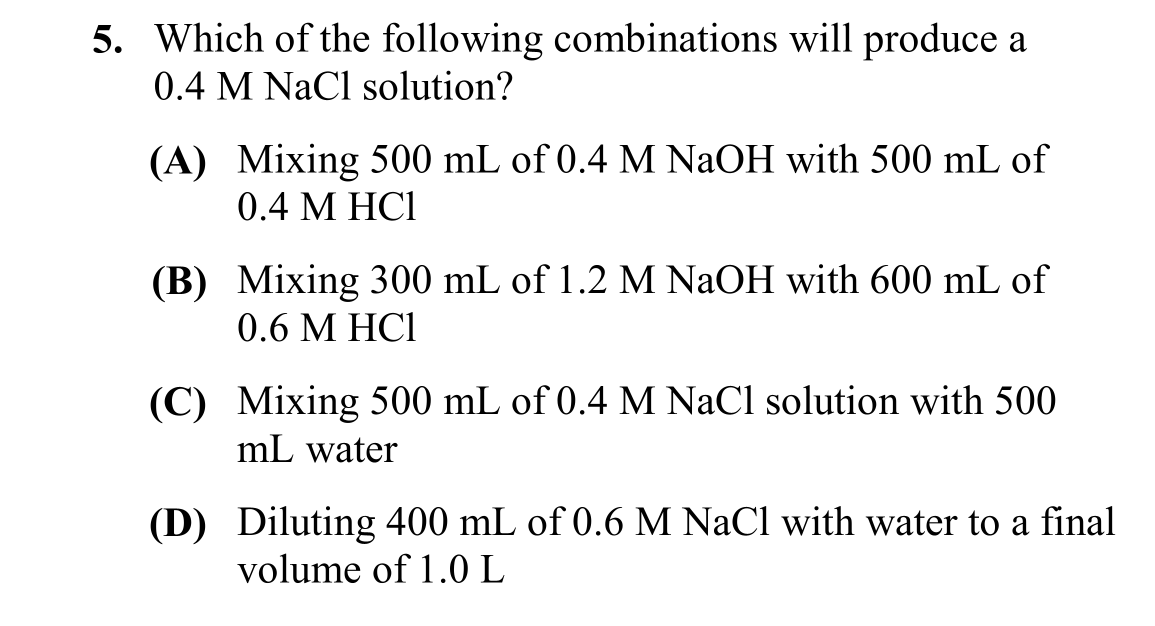 5. Which of the following combinations will produce a
0.4 M NaCl solution?
(A) Mixing 500 mL of 0.4 M NaOH with 500 mL of
0.4 M HCl
(B) Mixing 300 mL of 1.2 M NaOH with 600 mL of
0.6 M HCl
(C) Mixing 500 mL of 0.4 M NaCl solution with 500
mL water
(D) Diluting 400 mL of 0.6 M NaCl with water to a final
volume of 1.0 L